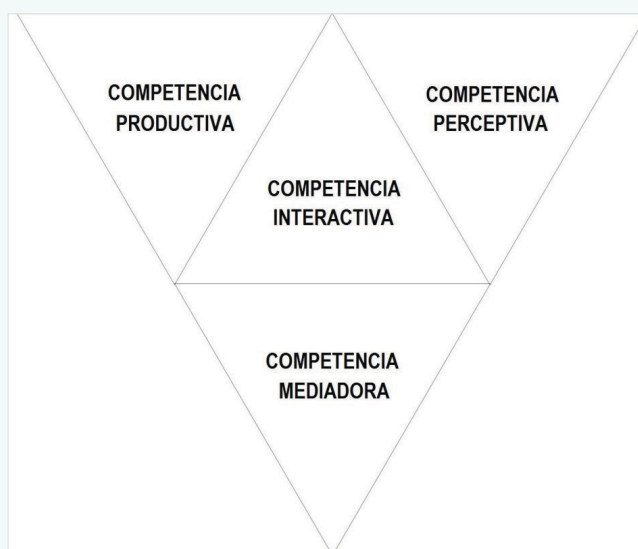 COMPETENCIA
PRODUCTIVA
COMPETENCIA
PERCEPTIVA
COMPETENCIA
INTERACTIVA
COMPETENCIA
MEDIADORA